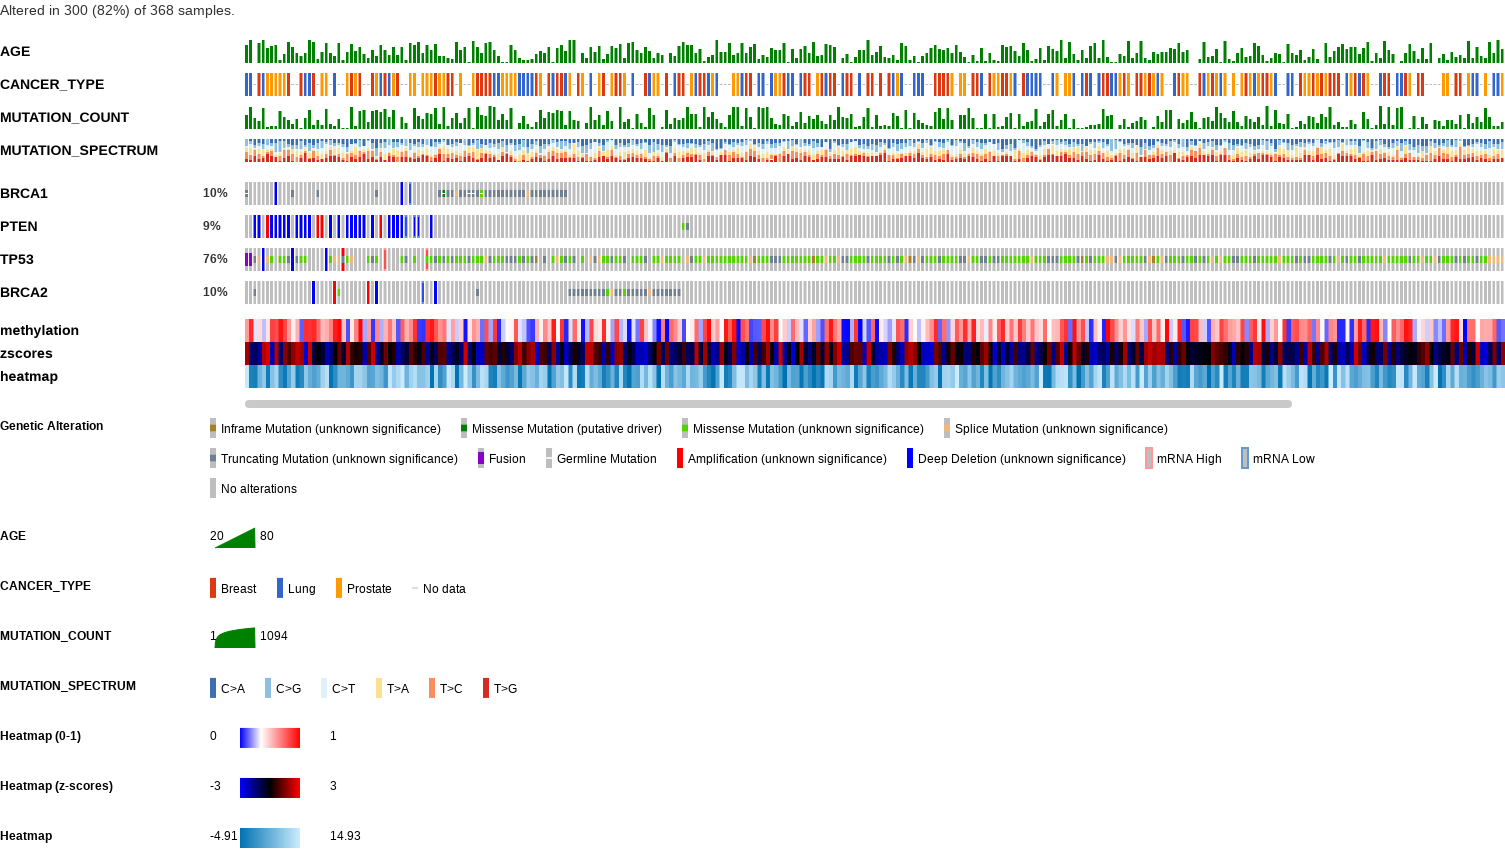 Altered in 300 (82%) of 368 samples.
AGE
CANCER_TYPE
MUTATION_COUNT
MUTATION_SPECTRUM
BRCA1 10%
PTEN 9%
TP53 76%
BRCA2 10%
methylation
zscores
heatmap
Genetic Alteration Inframe Mutation (unknown significance) Missense Mutation (putative driver) Missense Mutation (unknown significance) Splice Mutation (unknown significance)
Truncating Mutation (unknown significance) Fusion Germline Mutation Amplification (unknown significance) Deep Deletion (unknown significance) mRNA High mRNA Low
No alterations
AGE 20 80
CANCER_TYPE Breast Lung Prostate No data
MUTATION_COUNT 1 1094
MUTATION_SPECTRUM C>A C>G C>T T>A T>C T>G
Heatmap (0-1) 0 1
Heatmap (z-scores) -3 3
Heatmap -4.91 14.93